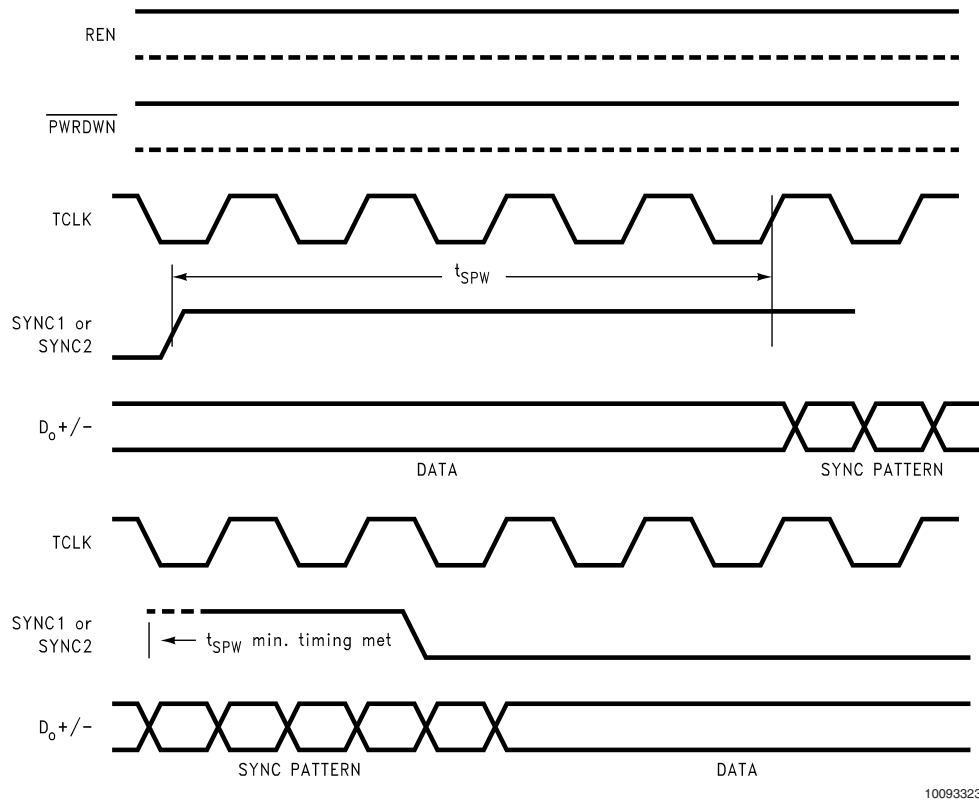 REN
PWRDWN
TCLK
tSPW
SYNC1 or
SYNC2
Do+/-
DATA
SYNC PATTERN
TCLK
SYNC1 or
SYNC2
tSPW min. timing met
Do+/-
SYNC PATTERN
DATA
10093323